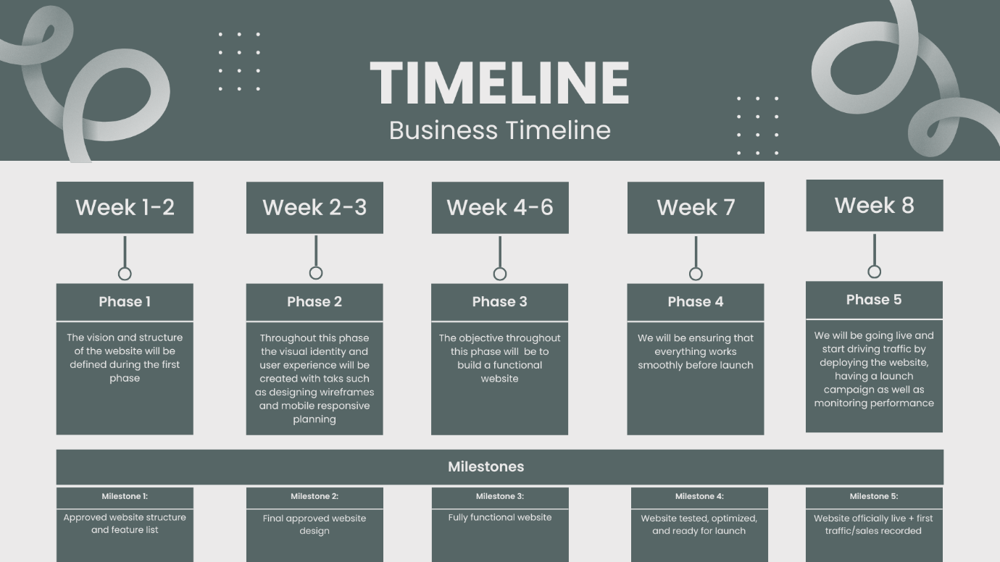 TIMELINE
Business Timeline
Week 1-2
Week 2-3
Week 4-6
Week 7
Week 8
Phase 1
The vision and structure
of the website will be
defined during the first
phase
Phase 2
Throughout this phase
the visual identity and
user experience will be
created with taks such
as designing wireframes
and mobile responsive
planning
Phase 3
The objective throughout
this phase will  be to
build a functional
website
Phase 4
We will be ensuring that
everything works
smoothly before launch
Phase 5
We will be going live and
start driving traffic by
deploying the website,
having a launch
campaign as well as
monitoring performance
Milestones
Milestone 1:
Approved website structure
and feature list
Milestone 2:
Final approved website
design
Milestone 3:
Fully functional website
Milestone 4:
Website tested, optimized,
and ready for launch
Milestone 5:
Website officially live + first
traffic/sales recorded